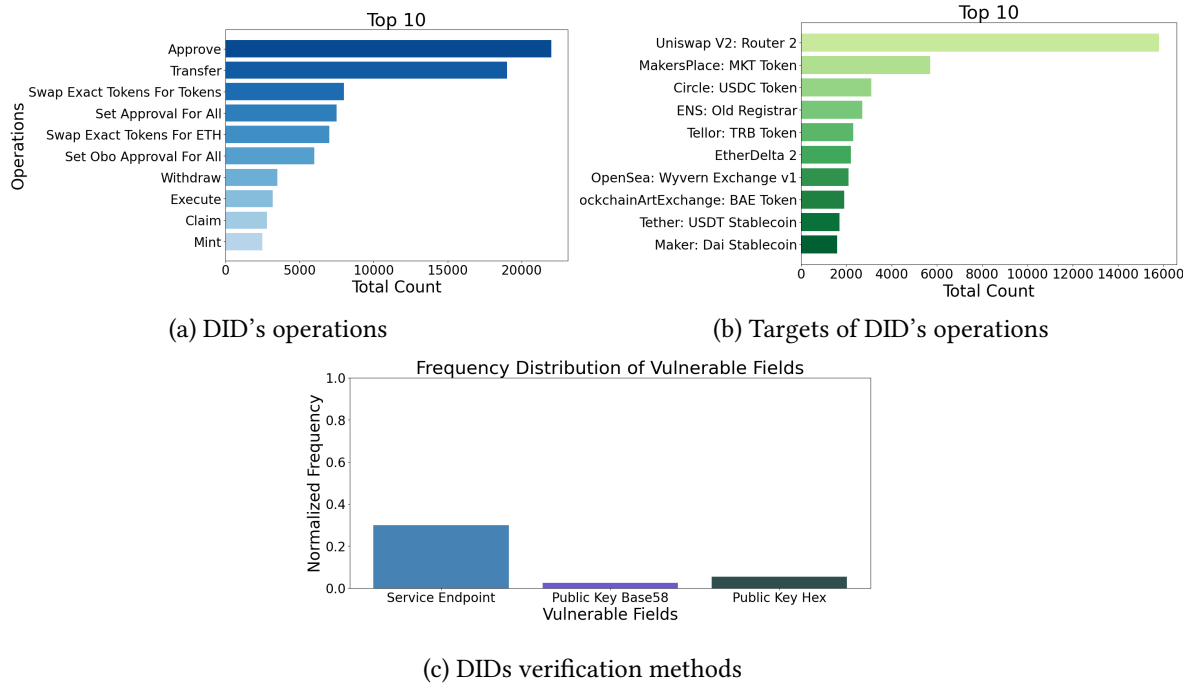 Top 10
Operations
Approve
Transfer
Swap Exact Tokens For Tokens
Set Approval For All
Swap Exact Tokens For ETH
Set Obo Approval For All
Withdraw
Execute
Claim
Mint
0 5000 10000 15000 20000
Total Count
(a) DID's operations
Top 10
Uniswap V2: Router 2
MakersPlace: MKT Token
Circle: USDC Token
ENS: Old Registrar
Tellor: TRB Token
EtherDelta 2
OpenSea: Wyvern Exchange v1
ockchainArtExchange: BAE Token
Tether: USDT Stablecoin
Maker: Dai Stablecoin
0 2000 4000 6000 8000 10000 12000 14000 16000
Total Count
(b) Targets of DID's operations
Frequency Distribution of Vulnerable Fields
Normalized Frequency
1.0
0.8
0.6
0.4
0.2
0.0
Service Endpoint Public Key Base58 Public Key Hex
Vulnerable Fields
(c) DIDs verification methods